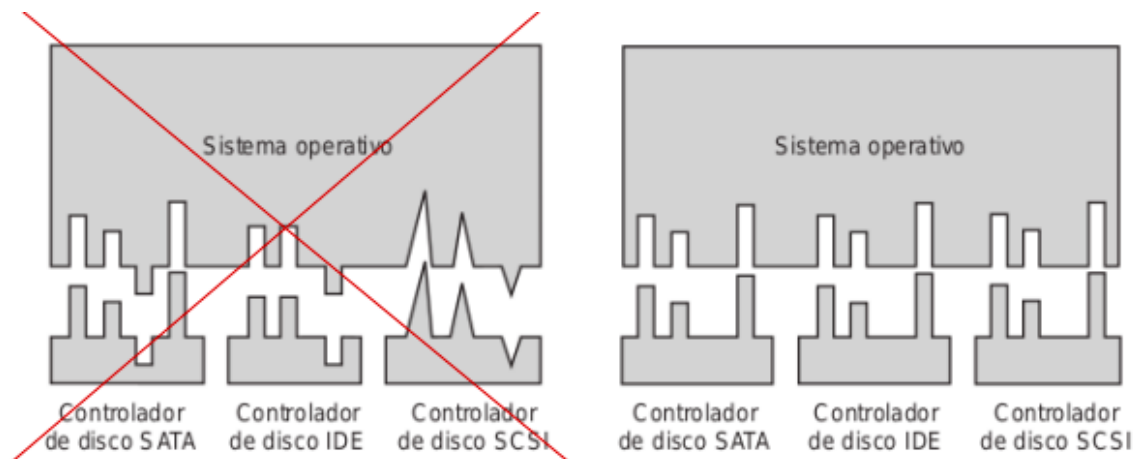 Sistema operativo
Sistema operativo
Controlador
de disco SATA
Controlador
de disco IDE
Controlador
de disco SCSI
Controlador
de disco SATA
Controlador
de disco IDE
Controlador
de disco SCSI